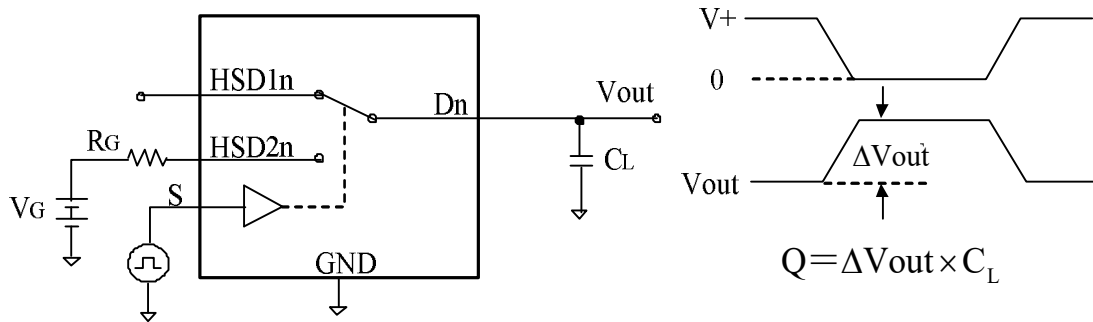 HSD1n
Dn
Vout
RG
HSD2n
CL
VG
S
GND
V+
0
ΔVout
Vout
Q=ΔVout×CL